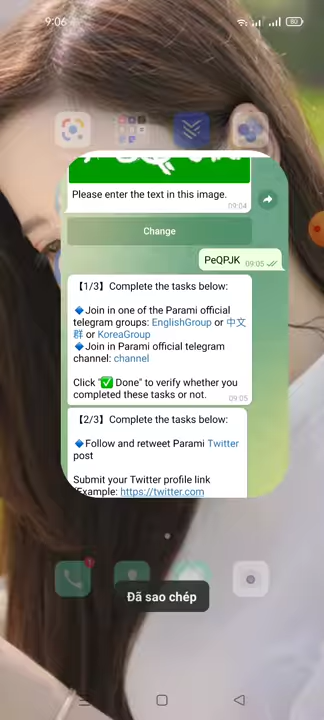 9:06
80
Please enter the text in this image.
09:04
Change
PeQPJK 09:05
【1/3】Complete the tasks below:
🔹Join in one of the Parami official
telegram groups: EnglishGroup or 中文
群 or KoreaGroup
🔹Join in Parami official telegram
channel: channel
Click "✅ Done" to verify whether you
completed these tasks or not.
09:05
【2/3】Complete the tasks below:
🔹Follow and retweet Parami Twitter
post
Submit your Twitter profile link
(Example: https://twitter.com
Đã sao chép